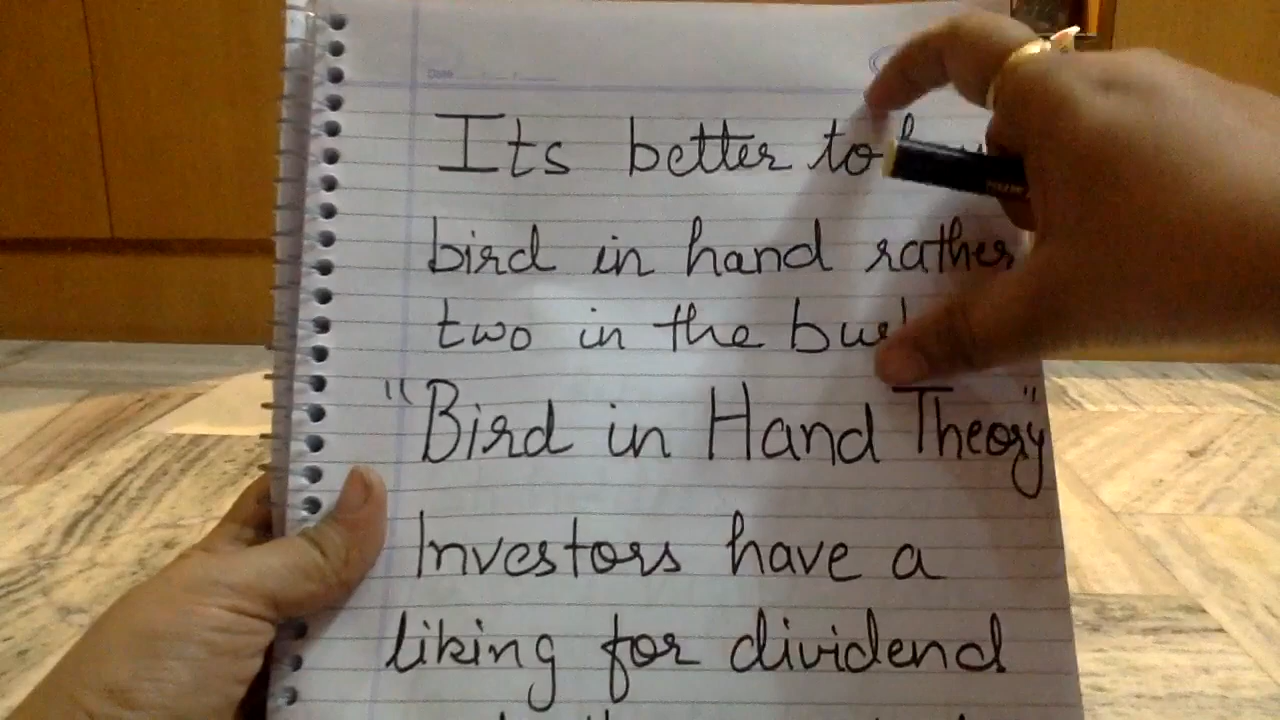 Date
Its better to
bird in hand rather
two in the
"Bird in Hand Theory"
Investors have a
liking for dividend